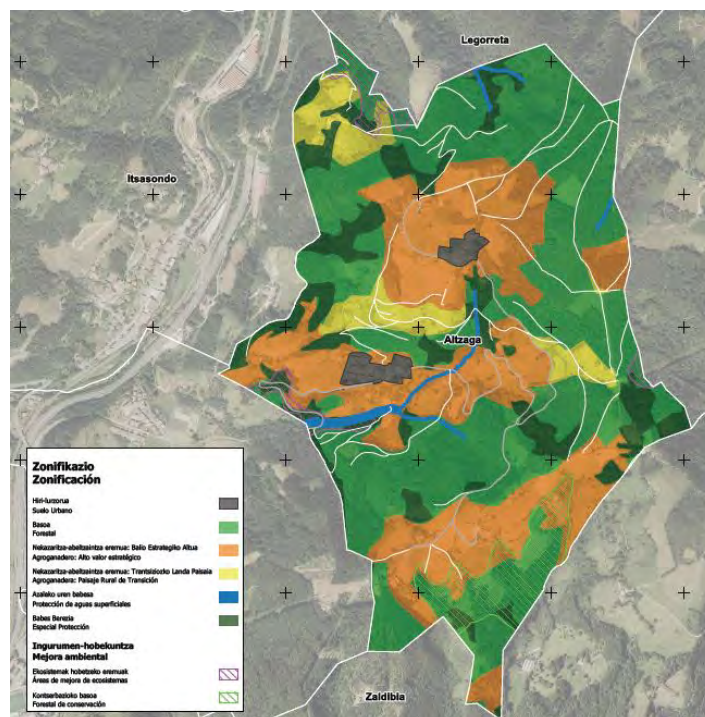 Legorreta
Itsasondo
Altzaga
Zaldibia
Zonifikazio
Zonificación
Hiri-lurzorua
Suelo Urbano
Basoa
Forestal
Nekazaritza-abeltzaintza eremua: Balio Estrategiko Altua
Agroganadero: Alto valor estratégico
Nekazaritza-abeltzaintza eremua: Trantsiziozko Landa Paisaia
Agroganadera: Paisaje Rural de Transición
Azaleko uren babesa
Protección de aguas superficiales
Babes Berezia
Especial Protección
Ingurumen-hobekuntza
Mejora ambiental
Ekosistemak hobetzeko eremuak
Áreas de mejora de ecosistemas
Kontserbazioko basoa
Forestal de conservación